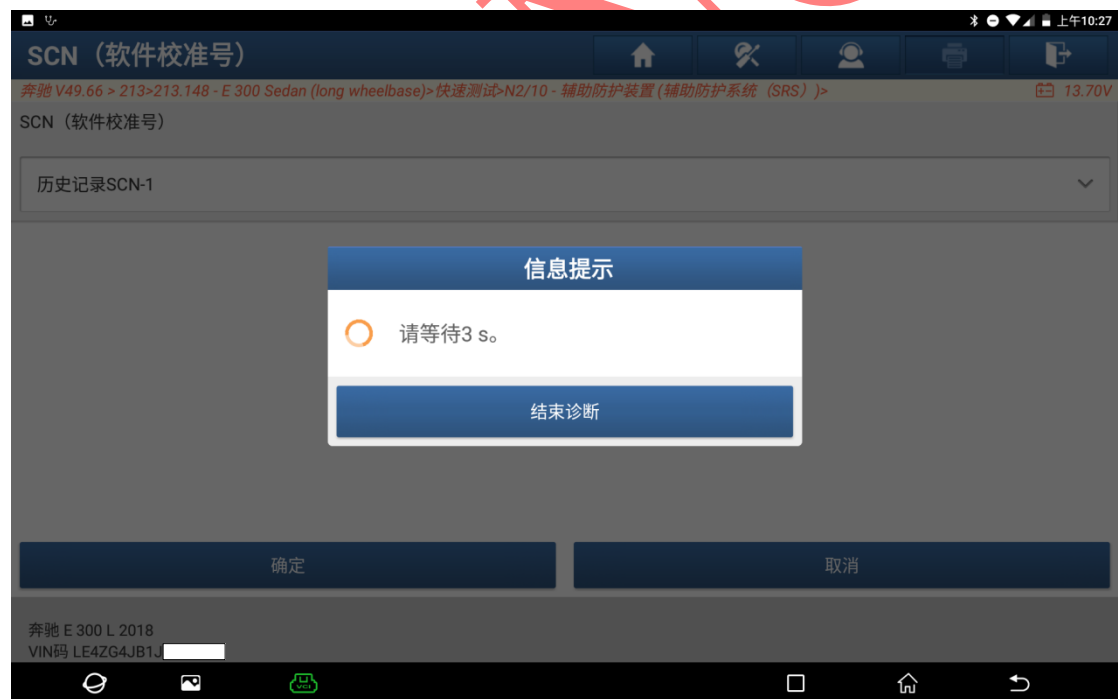 上午10:27
SCN（软件校准号）
奔驰 V49.66 > 213>213.148 - E 300 Sedan (long wheelbase)>快速测试>N2/10 - 辅助防护装置 (辅助防护系统（SRS）)>
13.70V
SCN（软件校准号）
历史记录SCN-1
信息提示
请等待3 s。
结束诊断
确定
取消
奔驰 E 300 L 2018
VIN码 LE4ZG4JB1J
VCI